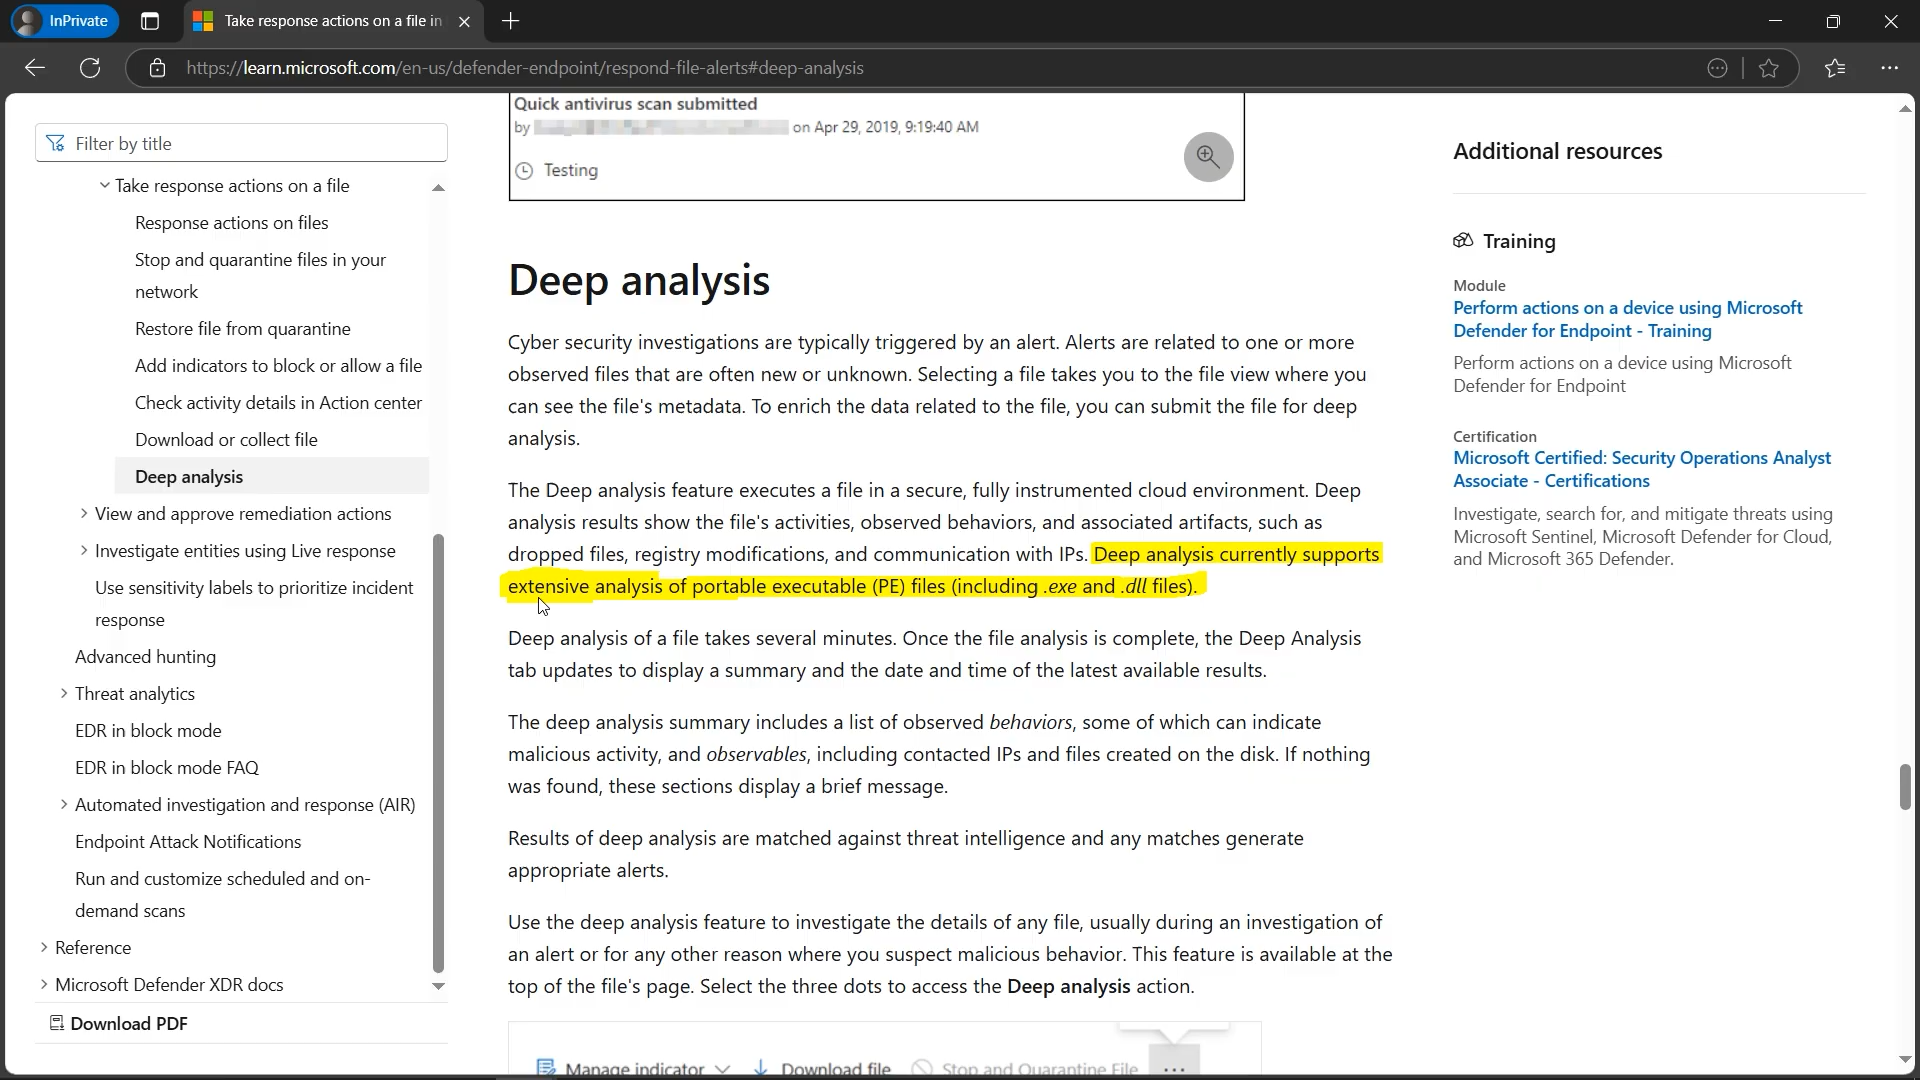 InPrivate
Take response actions on a file in
https://learn.microsoft.com/en-us/defender-endpoint/respond-file-alerts#deep-analysis
Filter by title
Take response actions on a file
Response actions on files
Stop and quarantine files in your
network
Restore file from quarantine
Add indicators to block or allow a file
Check activity details in Action center
Download or collect file
Deep analysis
View and approve remediation actions
Investigate entities using Live response
Use sensitivity labels to prioritize incident
response
Advanced hunting
Threat analytics
EDR in block mode
EDR in block mode FAQ
Automated investigation and response (AIR)
Endpoint Attack Notifications
Run and customize scheduled and on-
demand scans
Reference
Microsoft Defender XDR docs
Download PDF
Quick antivirus scan submitted
by on Apr 29, 2019, 9:19:40 AM
Testing
Deep analysis
Cyber security investigations are typically triggered by an alert. Alerts are related to one or more
observed files that are often new or unknown. Selecting a file takes you to the file view where you
can see the file's metadata. To enrich the data related to the file, you can submit the file for deep
analysis.
The Deep analysis feature executes a file in a secure, fully instrumented cloud environment. Deep
analysis results show the file's activities, observed behaviors, and associated artifacts, such as
dropped files, registry modifications, and communication with IPs. Deep analysis currently supports
extensive analysis of portable executable (PE) files (including .exe and .dll files).
Deep analysis of a file takes several minutes. Once the file analysis is complete, the Deep Analysis
tab updates to display a summary and the date and time of the latest available results.
The deep analysis summary includes a list of observed behaviors, some of which can indicate
malicious activity, and observables, including contacted IPs and files created on the disk. If nothing
was found, these sections display a brief message.
Results of deep analysis are matched against threat intelligence and any matches generate
appropriate alerts.
Use the deep analysis feature to investigate the details of any file, usually during an investigation of
an alert or for any other reason where you suspect malicious behavior. This feature is available at the
top of the file's page. Select the three dots to access the Deep analysis action.
Manage indicator Download file Stop and Quarantine File ...
Additional resources
Training
Module
Perform actions on a device using Microsoft
Defender for Endpoint - Training
Perform actions on a device using Microsoft
Defender for Endpoint
Certification
Microsoft Certified: Security Operations Analyst
Associate - Certifications
Investigate, search for, and mitigate threats using
Microsoft Sentinel, Microsoft Defender for Cloud,
and Microsoft 365 Defender.